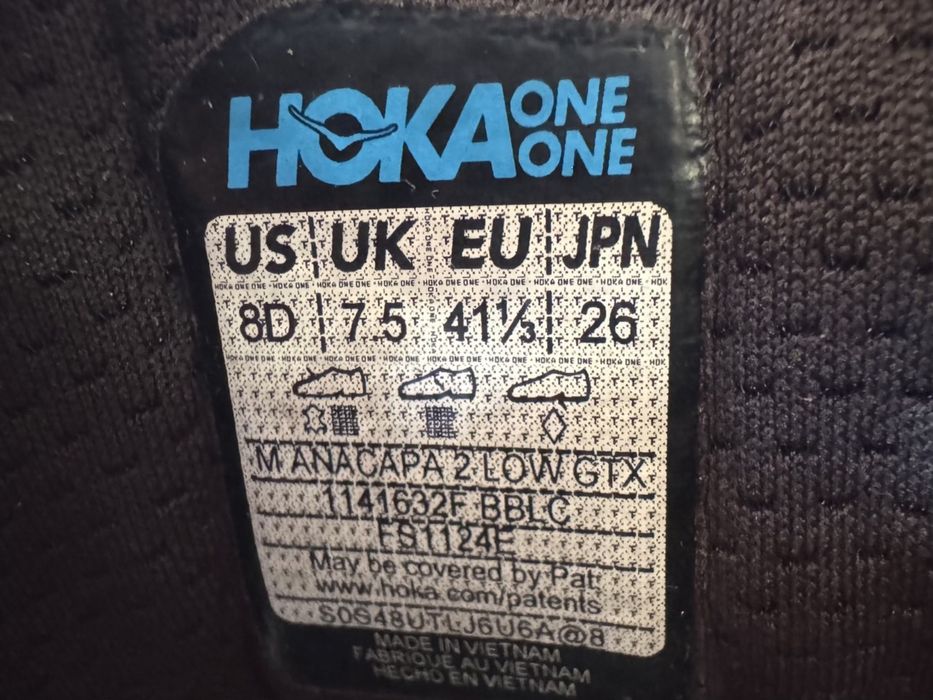 HOKA ONE ONE
US UK EU JPN
8D 7.5 41⅓ 26
M ANACAPA 2 LOW GTX
1141632F BBLC
FS1124E
May be covered by Pat:
www.hoka.com/patents
S0S48UTLJ6U6A@8
MADE IN VIETNAM
FABRIQUE AU VIETNAM
HECHO EN VIETNAM